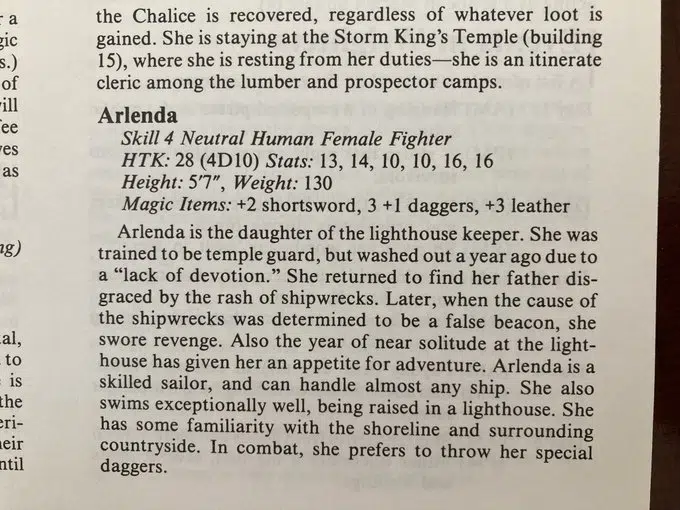 r a
gic
s.)
of
ill
ee
ves
as
ng)
al,
to
is
the
eri-
heir
ntil
the Chalice is recovered, regardless of whatever loot is
gained. She is staying at the Storm King's Temple (building
15), where she is resting from her duties—she is an itinerate
cleric among the lumber and prospector camps.
Arlenda
Skill 4 Neutral Human Female Fighter
HTK: 28 (4D10) Stats: 13, 14, 10, 10, 16, 16
Height: 5'7", Weight: 130
Magic Items: +2 shortsword, 3 +1 daggers, +3 leather
Arlenda is the daughter of the lighthouse keeper. She was
trained to be temple guard, but washed out a year ago due to
a “lack of devotion.” She returned to find her father dis-
graced by the rash of shipwrecks. Later, when the cause of
the shipwrecks was determined to be a false beacon, she
swore revenge. Also the year of near solitude at the light-
house has given her an appetite for adventure. Arlenda is a
skilled sailor, and can handle almost any ship. She also
swims exceptionally well, being raised in a lighthouse. She
has some familiarity with the shoreline and surrounding
countryside. In combat, she prefers to throw her special
daggers.